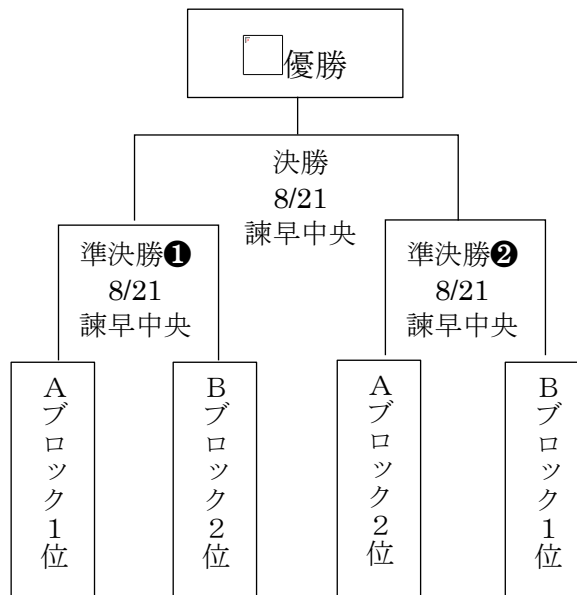 優勝
決勝
8/21
諫早中央
準決勝❶
8/21
諫早中央
準決勝❷
8/21
諫早中央
Aブロック1位
Bブロック2位
Aブロック2位
Bブロック1位